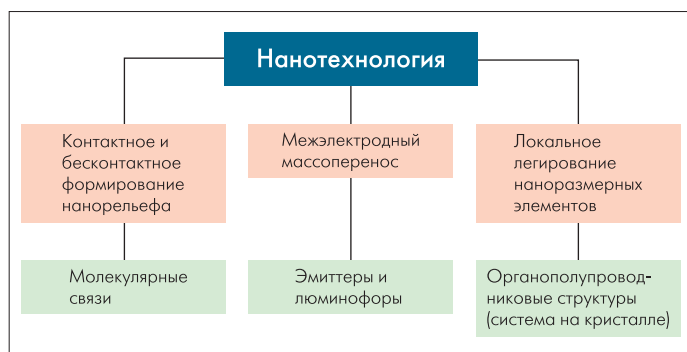 Нанотехнология
Контактное и
бесконтактное
формирование
нанорельефа
Межэлектродный
массоперенос
Локальное
легирование
наноразмерных
элементов
Молекулярные
связи
Эмиттеры и
люминофоры
Органополупровод-
никовые структуры
(система на кристалле)